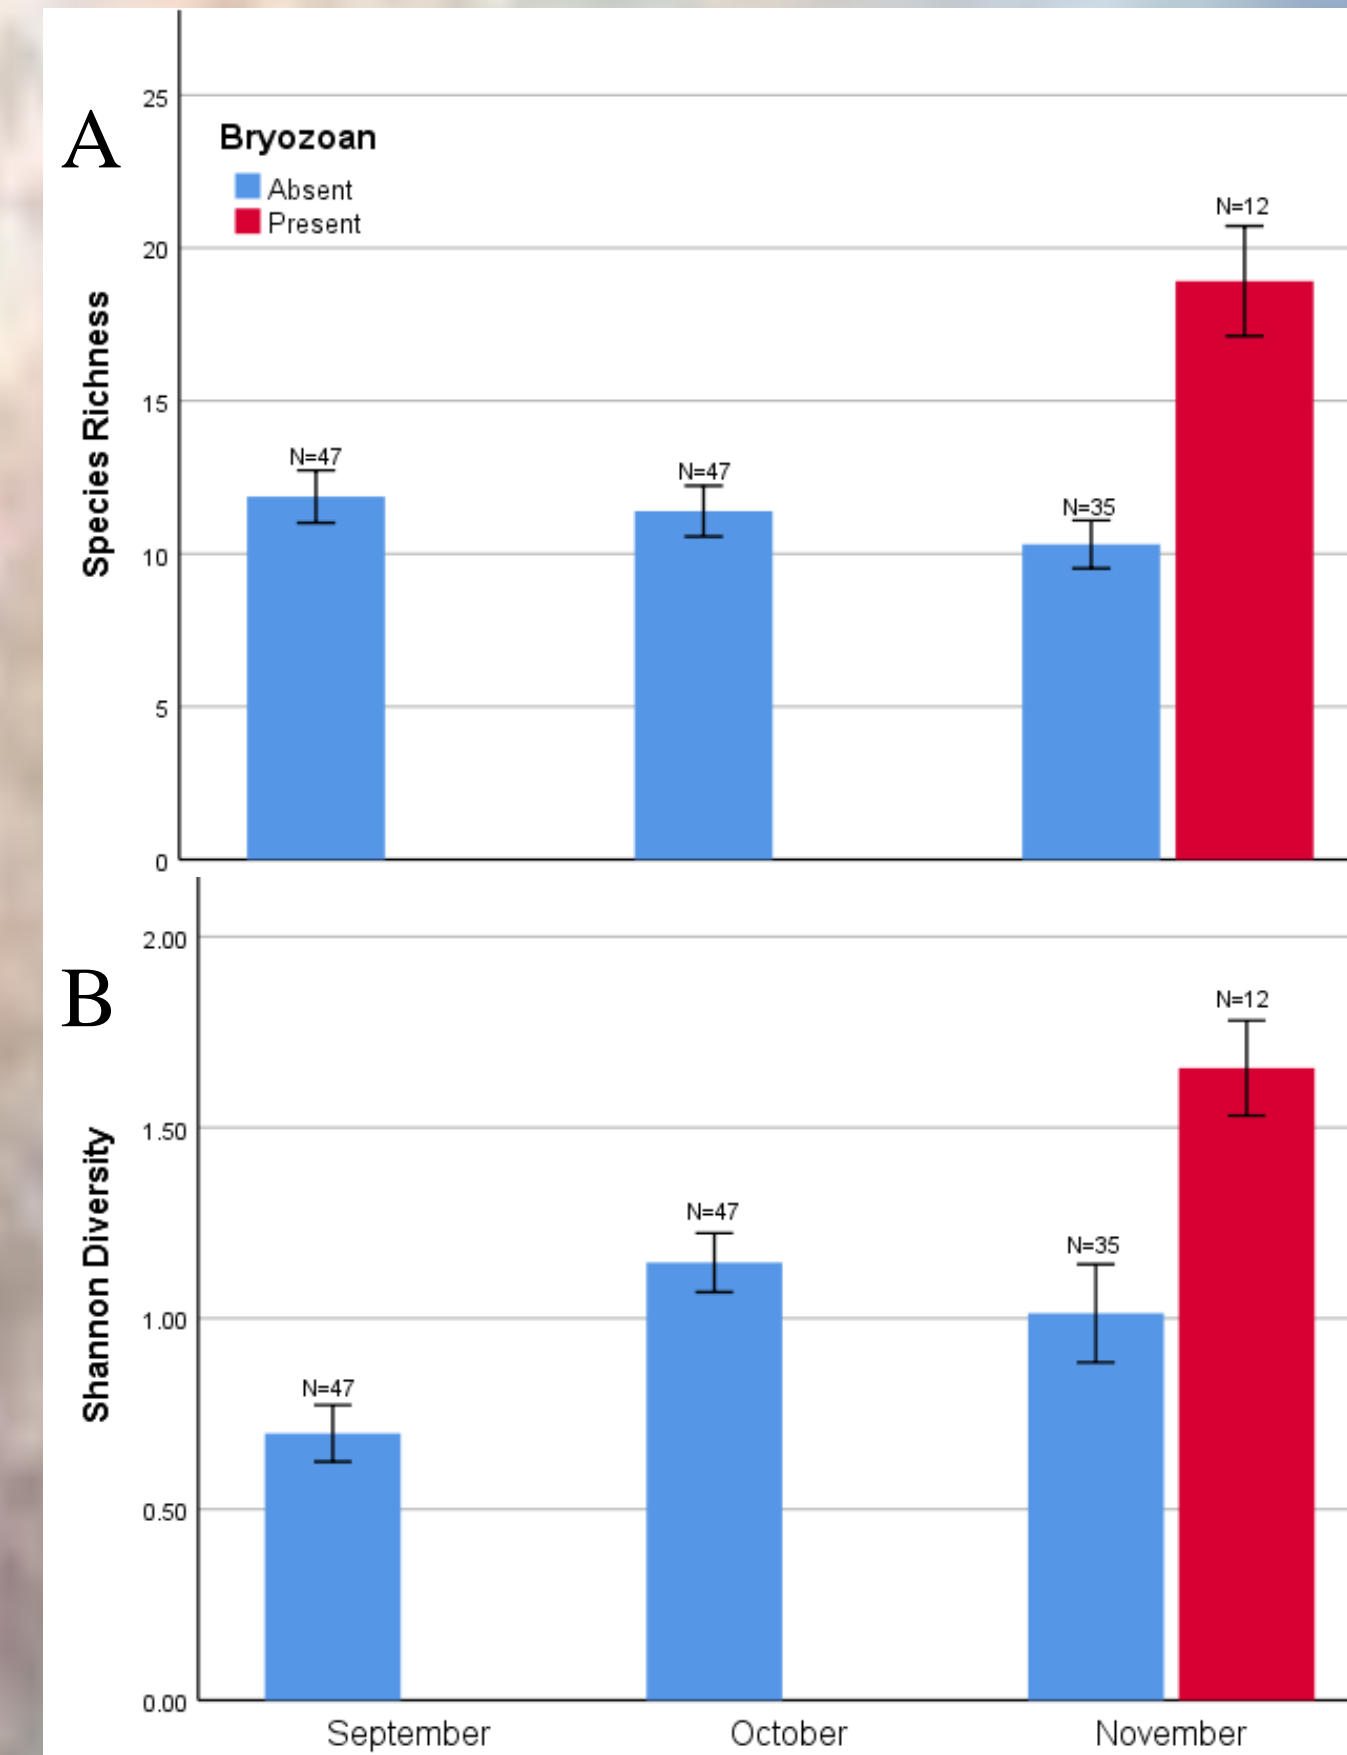 A
25
20
15
10
5
0
Species Richness
Bryozoan
Absent
Present
N=47
N=47
N=35
N=12
B
2.00
1.50
1.00
0.50
0.00
Shannon Diversity
N=47
N=47
N=35
N=12
September
October
November